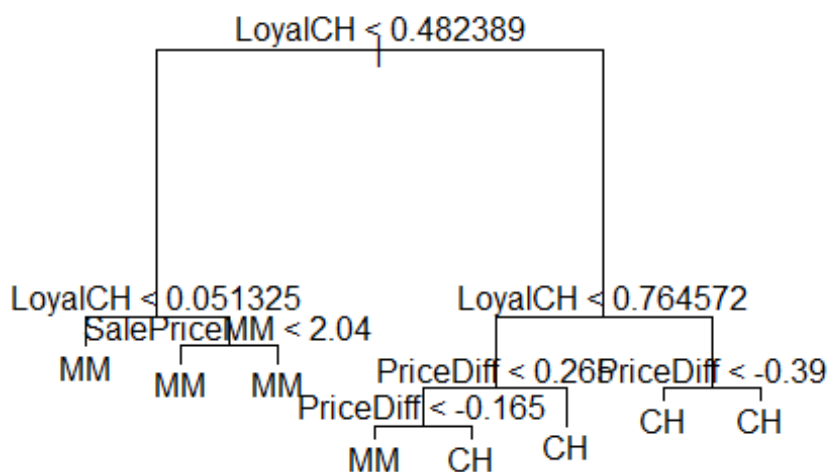 LoyalCH < 0.482389
LoyalCH < 0.051325
LoyalCH < 0.764572
SalePriceMM < 2.04
MM
MM
MM
PriceDiff < 0.265
PriceDiff < -0.39
PriceDiff < -0.165
CH
CH
CH
MM
CH